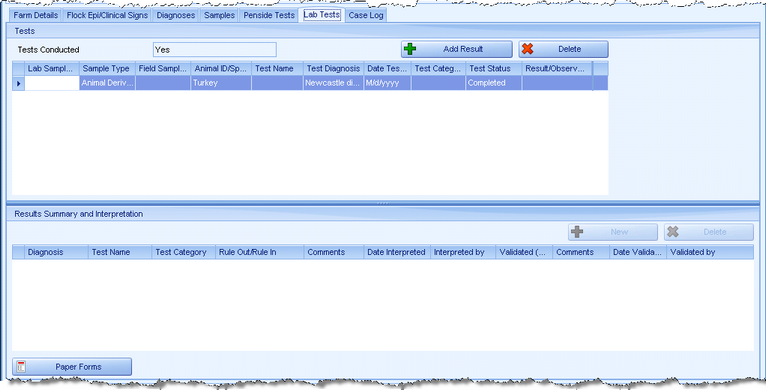 Farm Details Flock Epi/Clinical Signs Diagnoses Samples Penside Tests Lab Tests Case Log
Tests
Tests Conducted Yes Add Result Delete
Lab Sampl... Sample Type Field Sampl... Animal ID/Sp... Test Name Test Diagnosis Date Tes... Test Categ... Test Status Result/Observ...
Animal Deriv... Turkey Newcastle di... M/d/yyyy Completed
Results Summary and Interpretation
New Delete
Diagnosis Test Name Test Category Rule Out/Rule In Comments Date Interpreted Interpreted by Validated (... Comments Date Valida... Validated by
Paper Forms